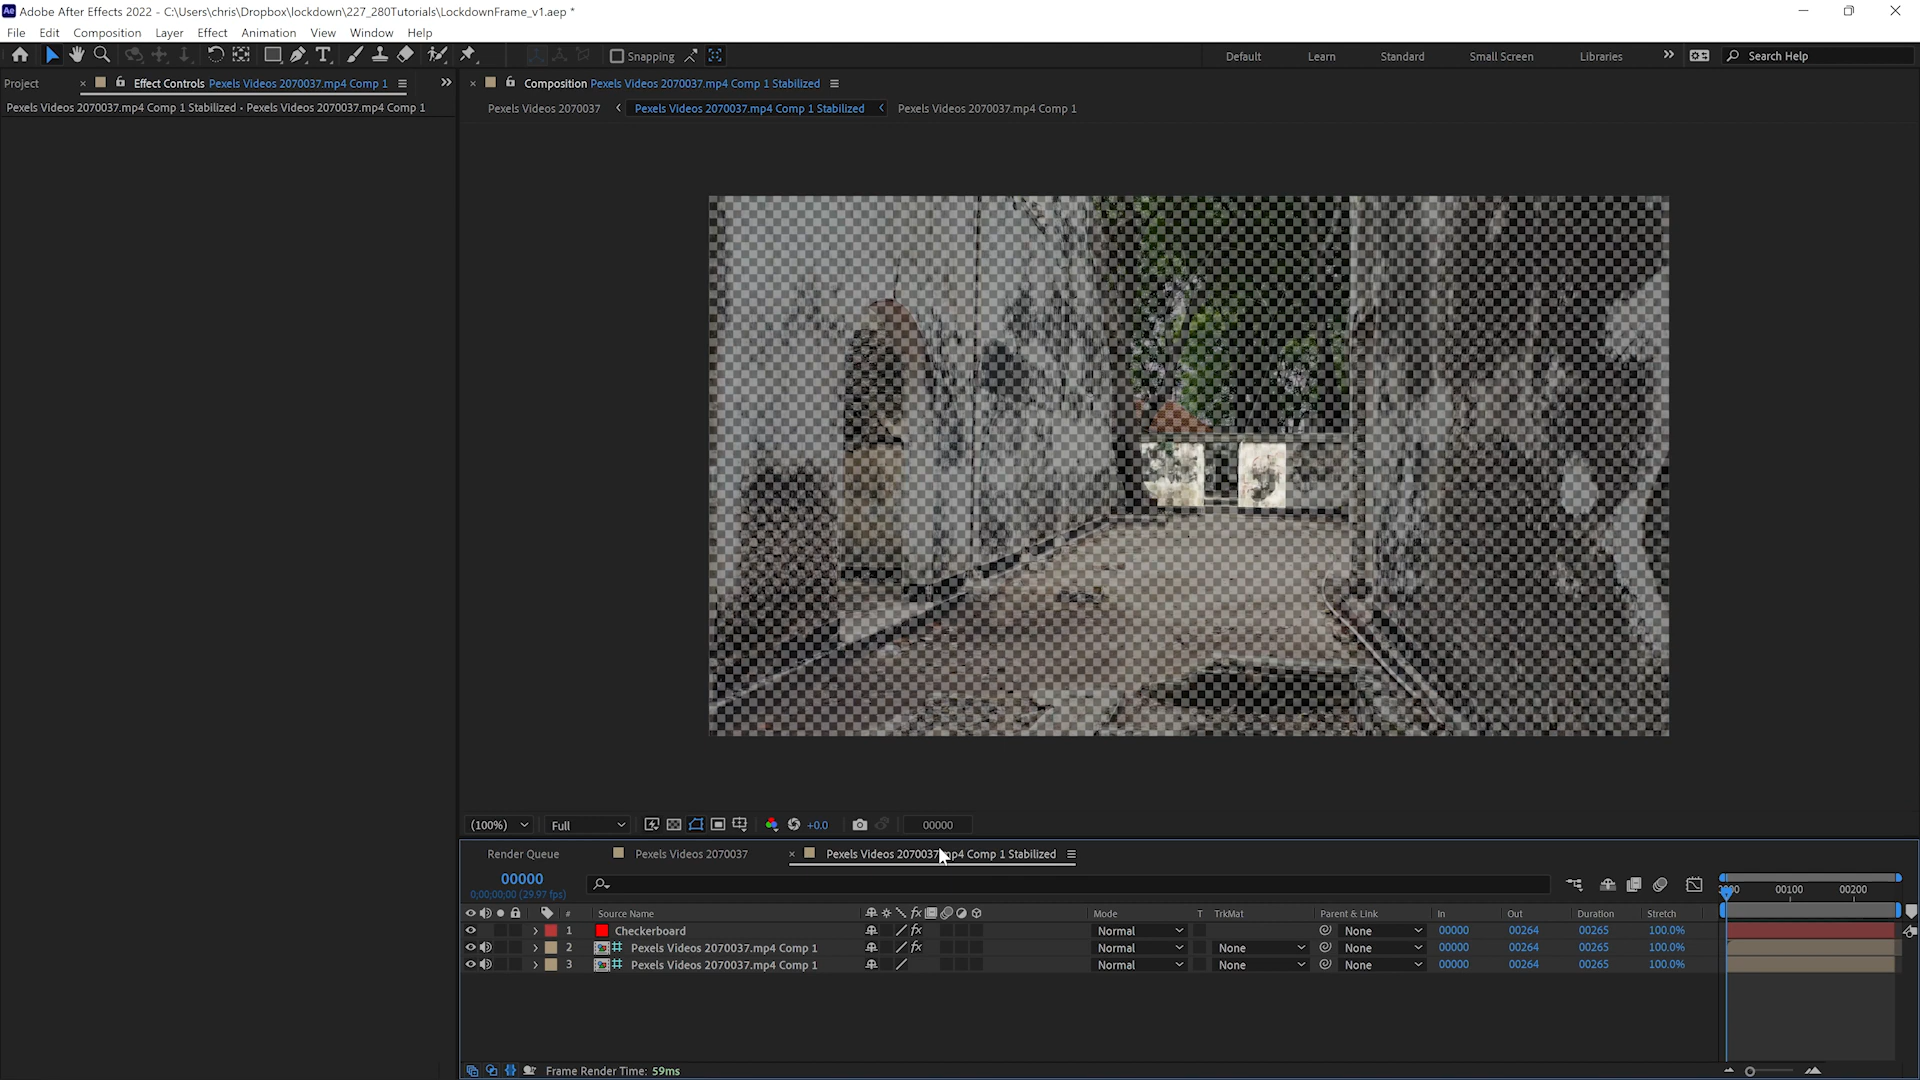 Ae Adobe After Effects 2022 - C:\Users\chris\Dropbox\lockdown\227_280Tutorials\LockdownFrame_v1.aep *
File Edit Composition Layer Effect Animation View Window Help
Snapping Default Learn Standard Small Screen Libraries Search Help
Project Effect Controls Pexels Videos 2070037.mp4 Comp 1 Composition Pexels Videos 2070037.mp4 Comp 1 Stabilized
Pexels Videos 2070037.mp4 Comp 1 Stabilized • Pexels Videos 2070037.mp4 Comp 1
Pexels Videos 2070037 Pexels Videos 2070037.mp4 Comp 1 Stabilized Pexels Videos 2070037.mp4 Comp 1
(100%) Full +0.0 00000
Render Queue Pexels Videos 2070037 Pexels Videos 2070037.mp4 Comp 1 Stabilized
00000
0;00;00;00 (29.97 fps)
00100 00200
# Source Name Mode T TrkMat Parent & Link In Out Duration Stretch
1 Checkerboard Normal None 00000 00264 00265 100.0%
2 Pexels Videos 2070037.mp4 Comp 1 Normal None None 00000 00264 00265 100.0%
3 Pexels Videos 2070037.mp4 Comp 1 Normal None None 00000 00264 00265 100.0%
Frame Render Time: 59ms